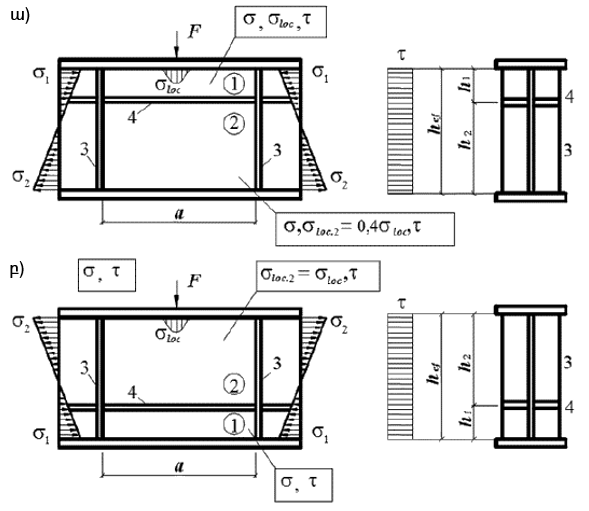 ա)
σ, σloc, τ
F
σ1
σloc
1
σ1
4
2
3
3
σ2
σ2
a
σ, σloc.2 = 0,4σloc, τ
τ
hef
h1
h2
4
3
բ)
σ, τ
F
σloc.2 = σloc, τ
σ2
σloc
σ2
3
3
4
2
1
σ1
σ1
a
σ, τ
τ
hef
h2
h1
3
4